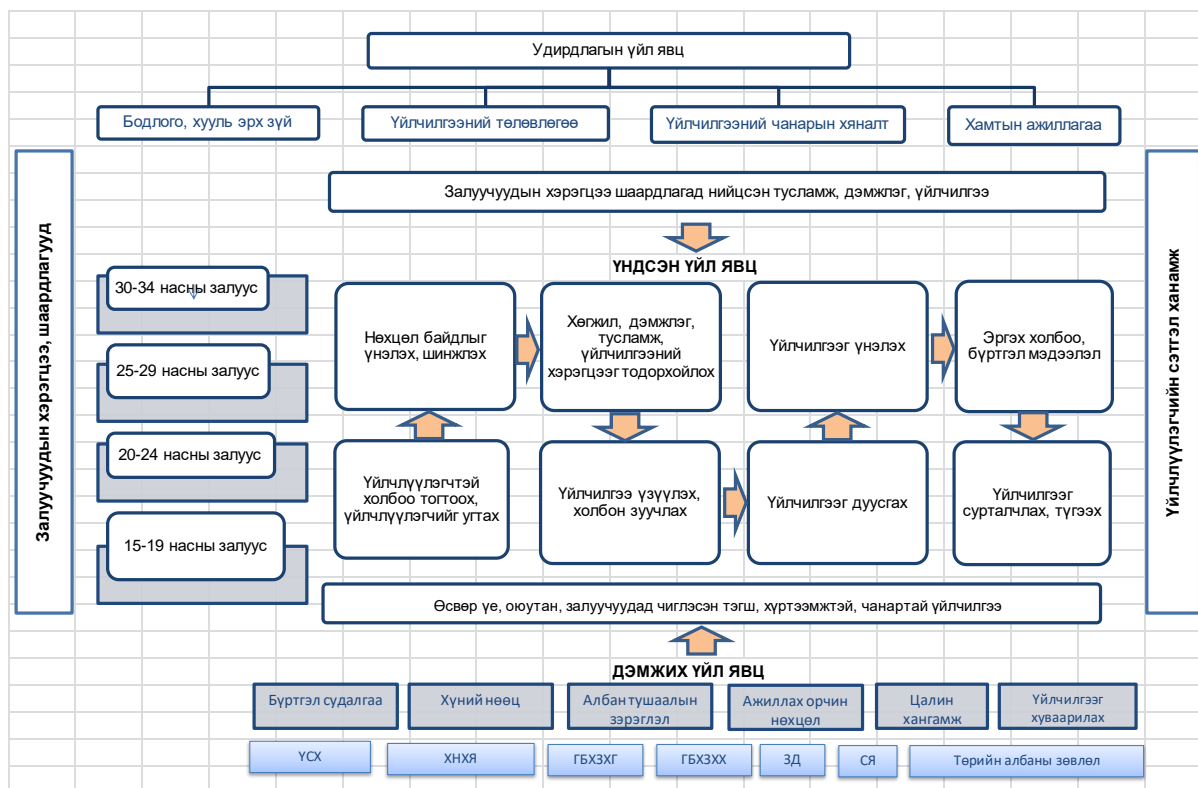 Удирдлагын үйл явц
Бодлого, хууль эрх зүй
Үйлчилгээний төлөвлөгөө
Үйлчилгээний чанарын хяналт
Хамтын ажиллагаа
Залуучуудын хэрэгцээ, шаардлагууд
Залуучуудын хэрэгцээ шаардлагад нийцсэн тусламж, дэмжлэг, үйлчилгээ
ҮНДСЭН ҮЙЛ ЯВЦ
30-34 насны залуус
25-29 насны залуус
20-24 насны залуус
15-19 насны залуус
Нөхцөл байдлыг
үнэлэх, шинжлэх
Хөгжил, дэмжлэг,
тусламж,
үйлчилгээний
хэрэгцээг тодорхойлох
Үйлчилгээг үнэлэх
Эргэх холбоо,
бүртгэл мэдээлэл
Үйлчлүүлэгчтэй
холбоо тогтоох,
үйлчлүүлэгчийг угтах
Үйлчилгээ үзүүлэх,
холбон зуучлах
Үйлчилгээг дуусгах
Үйлчилгээг
сурталчлах, түгээх
Үйлчлүүлэгчийн сэтгэл ханамж
Өсвөр үе, оюутан, залуучуудад чиглэсэн тэгш, хүртээмжтэй, чанартай үйлчилгээ
ДЭМЖИХ ҮЙЛ ЯВЦ
Бүртгэл судалгаа
Хүний нөөц
Албан тушаалын
зэрэглэл
Ажиллах орчин
нөхцөл
Цалин
хангамж
Үйлчилгээг
хуваарилах
ҮСХ
ХНХЯ
ГБХЗХГ
ГБХЗХХ
ЗД
СЯ
Төрийн албаны зөвлөл